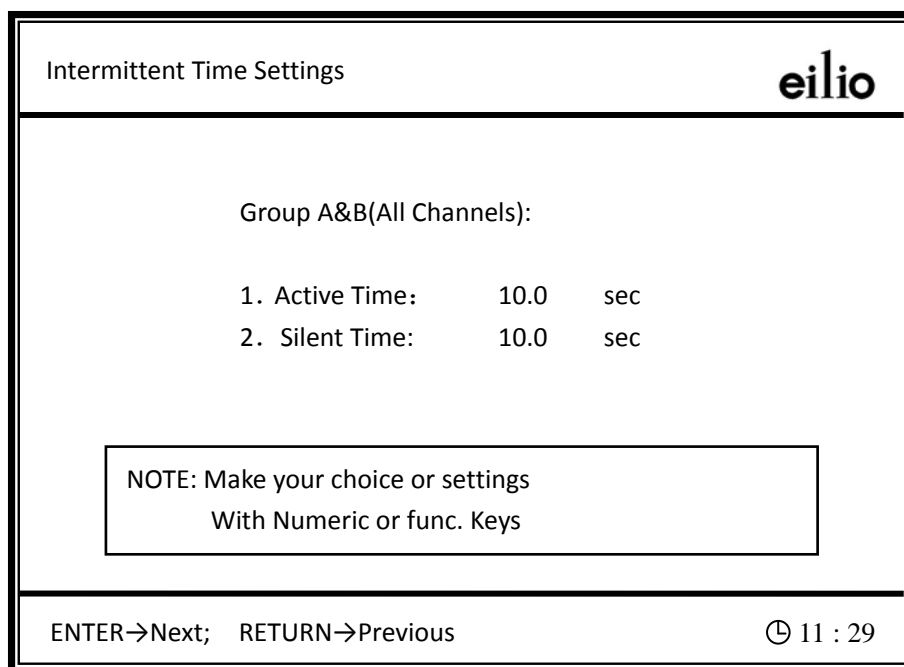 Intermittent Time Settings
eilio
Group A&B(All Channels):
1. Active Time： 10.0 sec
2. Silent Time: 10.0 sec
NOTE: Make your choice or settings
With Numeric or func. Keys
ENTER→Next; RETURN→Previous
11 : 29